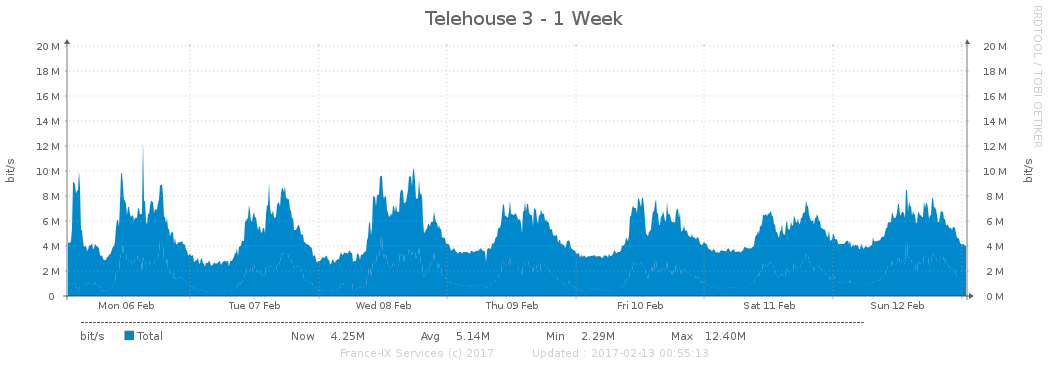 Telehouse 3 - 1 Week
RRDTOOL / TOBI OETIKER
bit/s
bit/s
20 M 20 M
18 M 18 M
16 M 16 M
14 M 14 M
12 M 12 M
10 M 10 M
8 M 8 M
6 M 6 M
4 M 4 M
2 M 2 M
0 0 M
Mon 06 Feb Tue 07 Feb Wed 08 Feb Thu 09 Feb Fri 10 Feb Sat 11 Feb Sun 12 Feb
bit/s Total Now 4.25M Avg 5.14M Min 2.29M Max 12.40M
France-IX Services (c) 2017 Updated : 2017-02-13 00:55:13